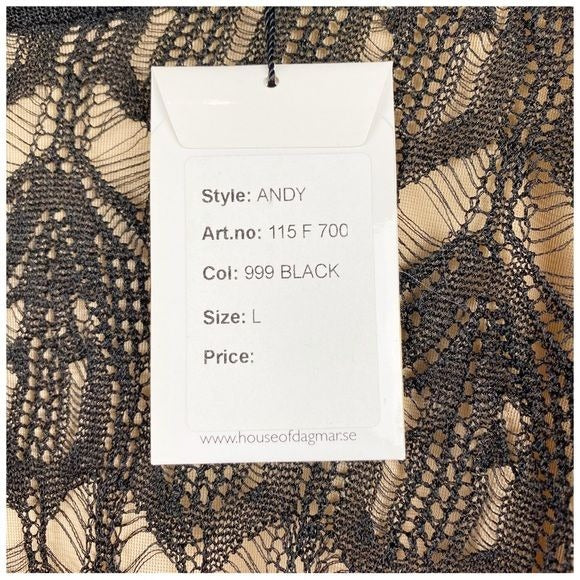 Style: ANDY
Art.no: 115 F 700
Col: 999 BLACK
Size: L
Price:
www.houseofdagmar.se